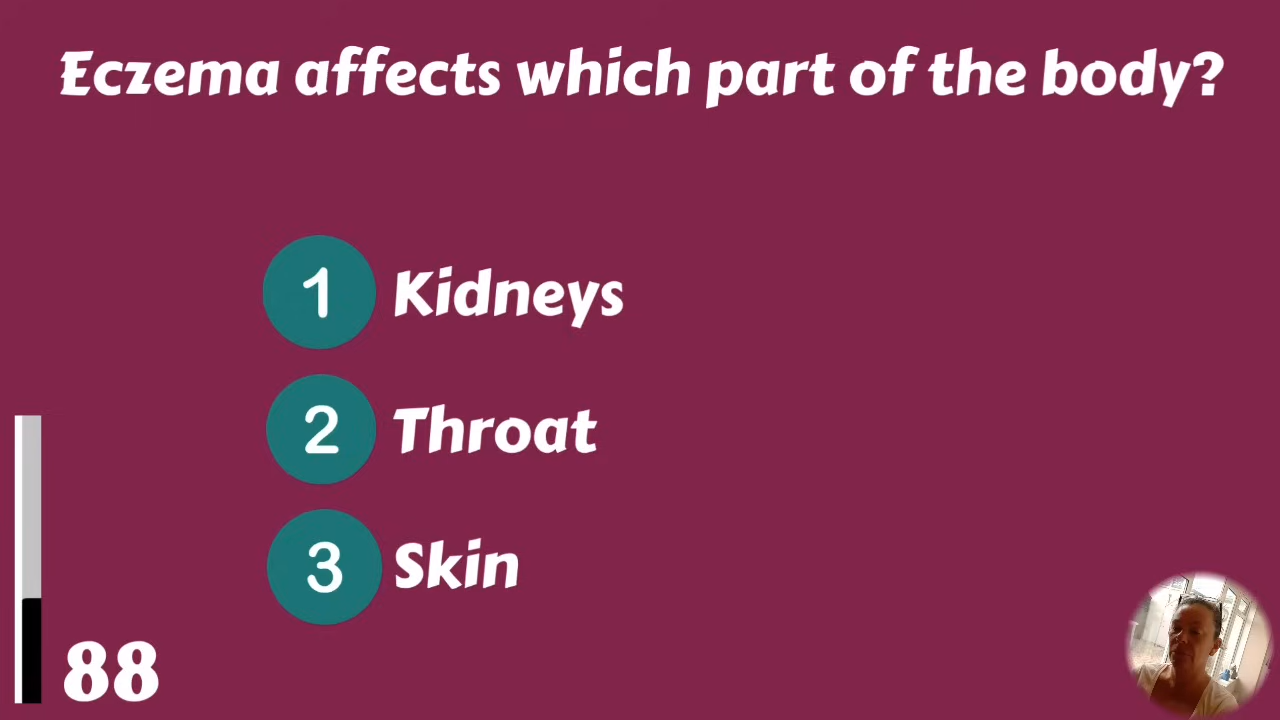 Eczema affects which part of the body?
1 Kidneys
2 Throat
3 Skin
88